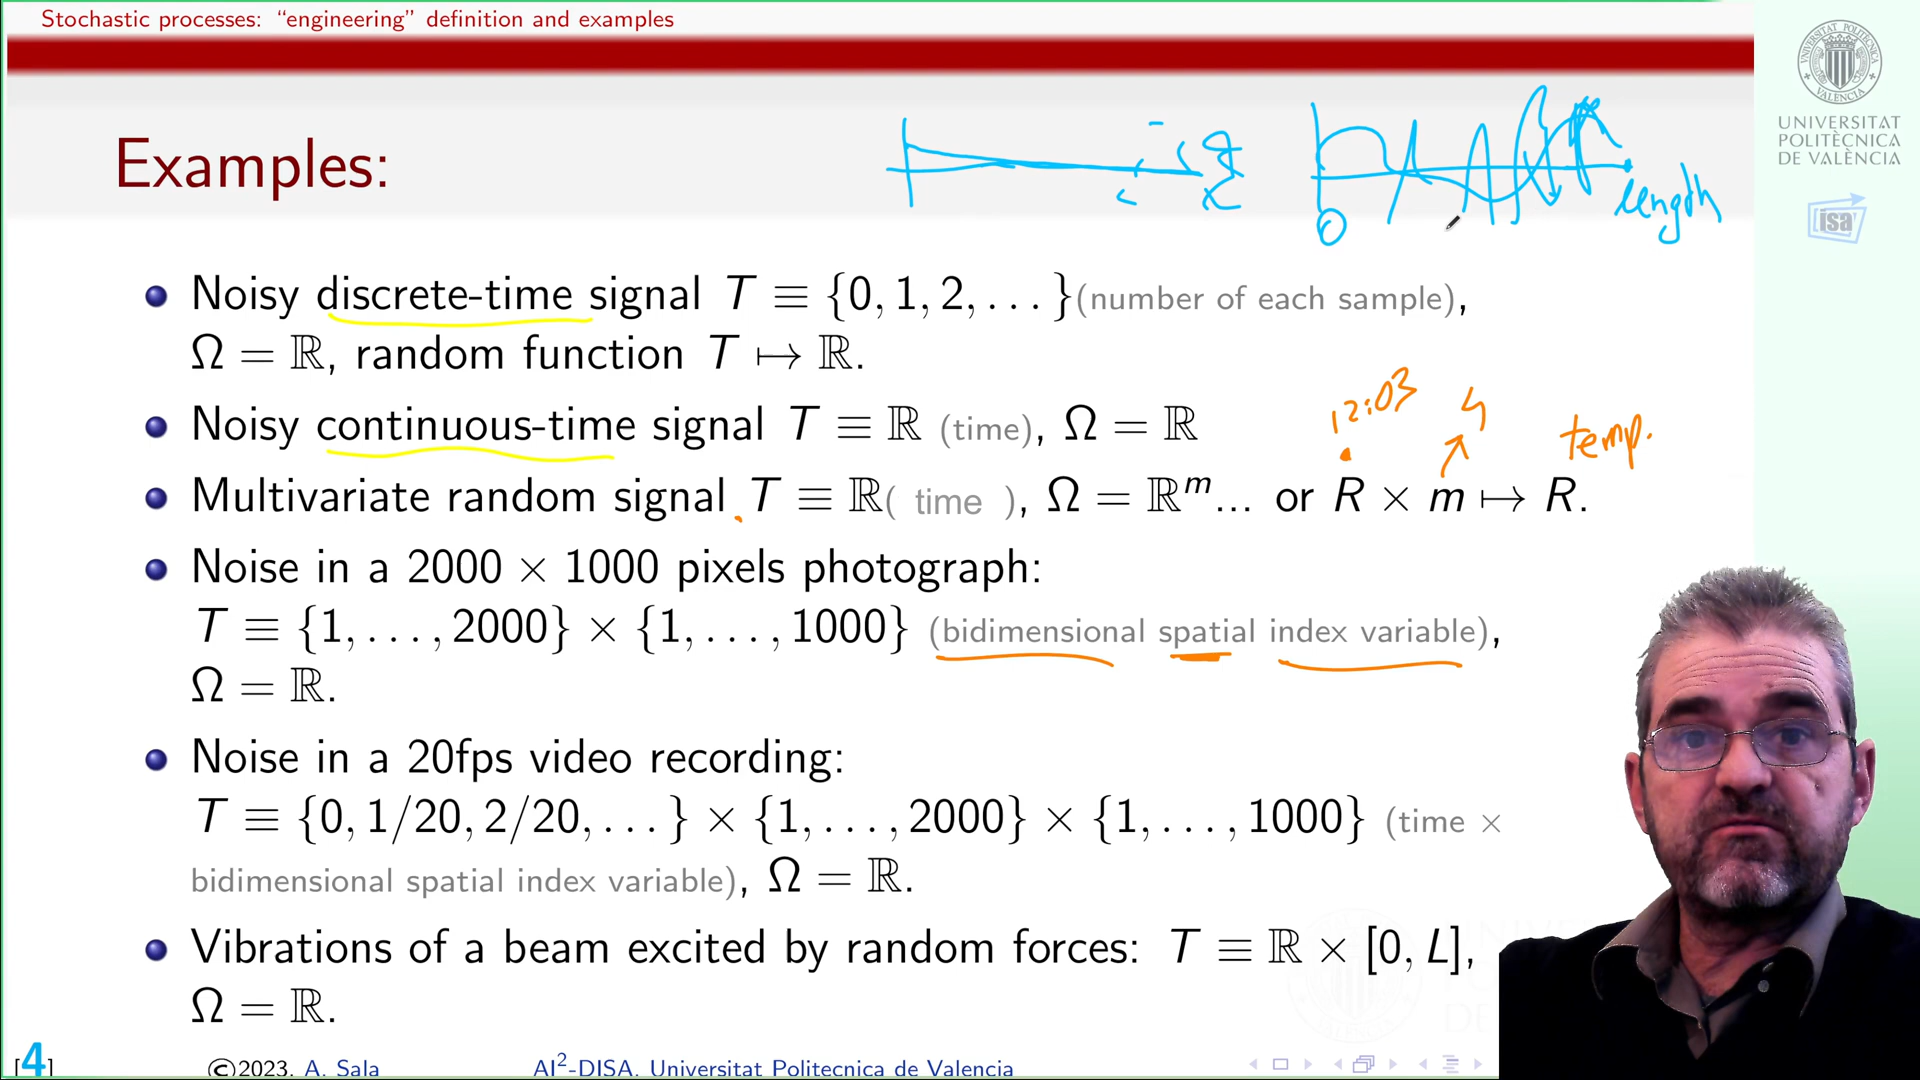 Stochastic processes: “engineering” definition and examples
UNIVERSITAT
POLITÈCNICA
DE VALÈNCIA
isa
Examples:
0
length
Noisy discrete-time signal T ≡ {0, 1, 2, . . . }(number of each sample),
Ω = ℝ, random function T ↦ ℝ.
12:03 4 temp.
Noisy continuous-time signal T ≡ ℝ (time), Ω = ℝ
Multivariate random signal T ≡ ℝ( time ), Ω = ℝᵐ... or R × m ↦ R.
Noise in a 2000 × 1000 pixels photograph:
T ≡ {1, . . . , 2000} × {1, . . . , 1000} (bidimensional spatial index variable),
Ω = ℝ.
Noise in a 20fps video recording:
T ≡ {0, 1/20, 2/20, . . . } × {1, . . . , 2000} × {1, . . . , 1000} (time ×
bidimensional spatial index variable), Ω = ℝ.
Vibrations of a beam excited by random forces: T ≡ ℝ × [0, L],
Ω = ℝ.
[4]
©2023. A. Sala
AI²-DISA. Universitat Politecnica de Valencia